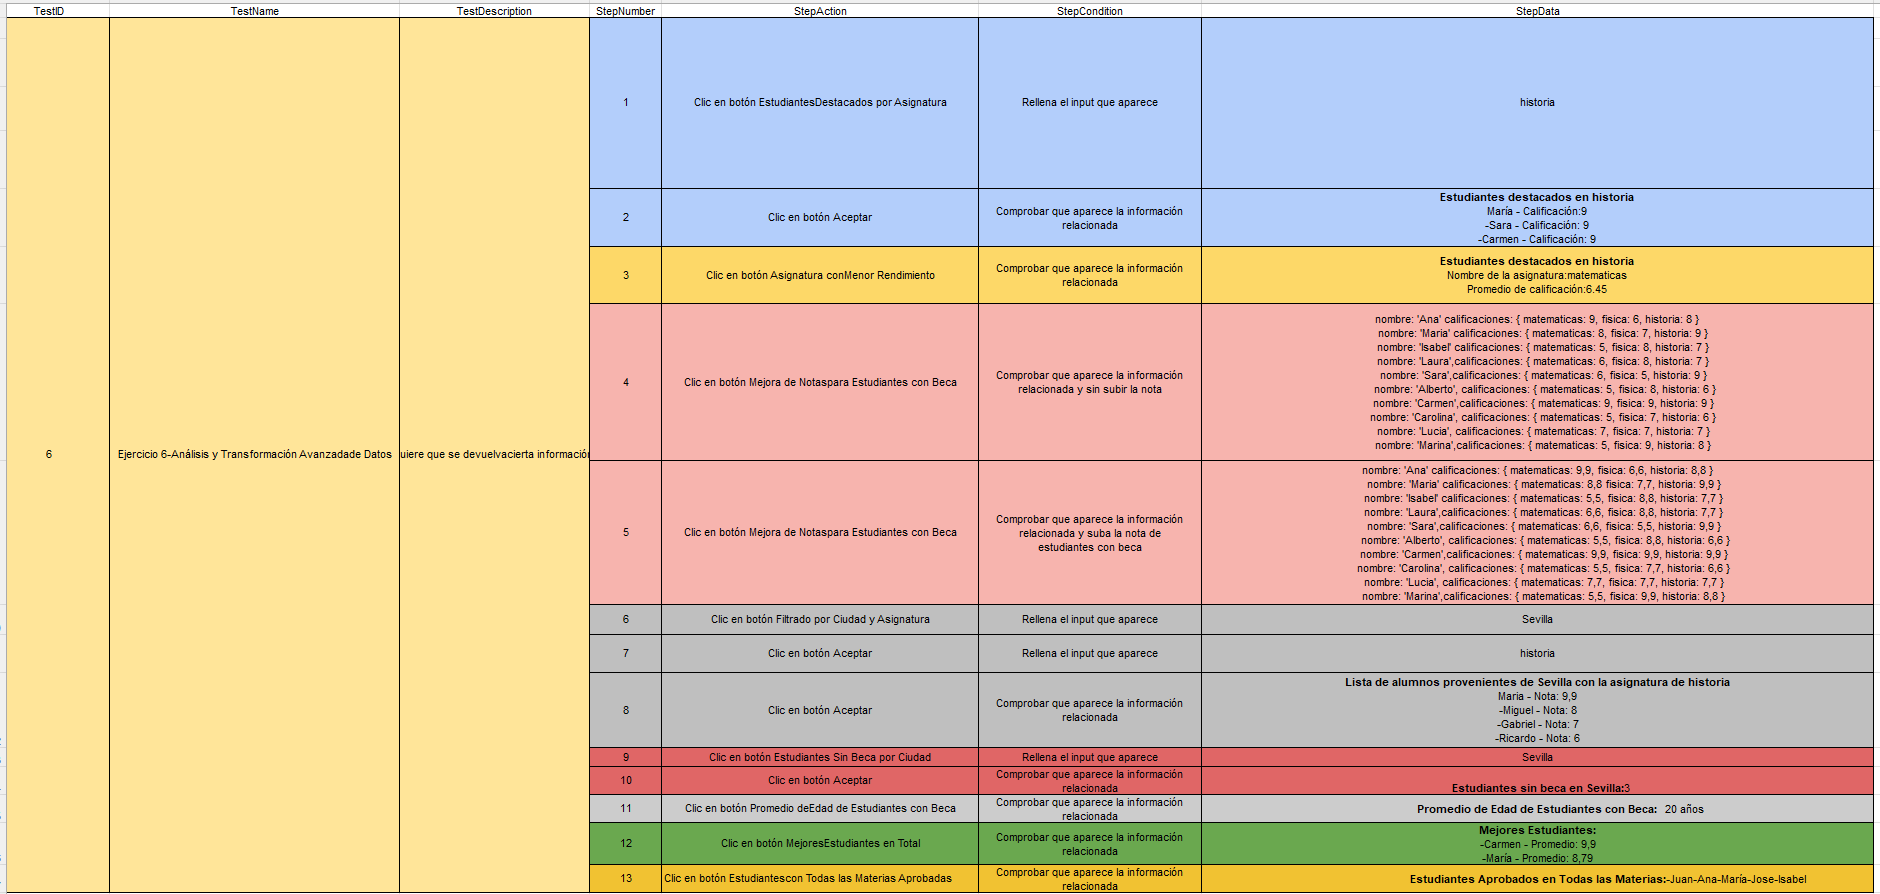 TestID TestName TestDescription StepNumber StepAction StepCondition StepData
6 Ejercicio 6-Análisis y Transformación Avanzadade Datos uiere que se devuelvacierta informació
1 Clic en botón EstudiantesDestacados por Asignatura Rellena el input que aparece historia
2 Clic en botón Aceptar Comprobar que aparece la información
relacionada
Estudiantes destacados en historia
María - Calificación:9
-Sara - Calificación: 9
-Carmen - Calificación: 9
3 Clic en botón Asignatura conMenor Rendimiento Comprobar que aparece la información
relacionada
Estudiantes destacados en historia
Nombre de la asignatura:matematicas
Promedio de calificación:6.45
4 Clic en botón Mejora de Notaspara Estudiantes con Beca Comprobar que aparece la información
relacionada y sin subir la nota
nombre: 'Ana' calificaciones: { matematicas: 9, fisica: 6, historia: 8 }
nombre: 'Maria' calificaciones: { matematicas: 8, fisica: 7, historia: 9 }
nombre: 'Isabel' calificaciones: { matematicas: 5, fisica: 8, historia: 7 }
nombre: 'Laura',calificaciones: { matematicas: 6, fisica: 8, historia: 7 }
nombre: 'Sara',calificaciones: { matematicas: 6, fisica: 5, historia: 9 }
nombre: 'Alberto', calificaciones: { matematicas: 5, fisica: 8, historia: 6 }
nombre: 'Carmen',calificaciones: { matematicas: 9, fisica: 9, historia: 9 }
nombre: 'Carolina', calificaciones: { matematicas: 5, fisica: 7, historia: 6 }
nombre: 'Lucia', calificaciones: { matematicas: 7, fisica: 7, historia: 7 }
nombre: 'Marina',calificaciones: { matematicas: 5, fisica: 9, historia: 8 }
5 Clic en botón Mejora de Notaspara Estudiantes con Beca Comprobar que aparece la información
relacionada y suba la nota de
estudiantes con beca
nombre: 'Ana' calificaciones: { matematicas: 9,9, fisica: 6,6, historia: 8,8 }
nombre: 'Maria' calificaciones: { matematicas: 8,8 fisica: 7,7, historia: 9,9 }
nombre: 'Isabel' calificaciones: { matematicas: 5,5, fisica: 8,8, historia: 7,7 }
nombre: 'Laura',calificaciones: { matematicas: 6,6, fisica: 8,8, historia: 7,7 }
nombre: 'Sara',calificaciones: { matematicas: 6,6, fisica: 5,5, historia: 9,9 }
nombre: 'Alberto', calificaciones: { matematicas: 5,5, fisica: 8,8, historia: 6,6 }
nombre: 'Carmen',calificaciones: { matematicas: 9,9, fisica: 9,9, historia: 9,9 }
nombre: 'Carolina', calificaciones: { matematicas: 5,5, fisica: 7,7, historia: 6,6 }
nombre: 'Lucia', calificaciones: { matematicas: 7,7, fisica: 7,7, historia: 7,7 }
nombre: 'Marina',calificaciones: { matematicas: 5,5, fisica: 9,9, historia: 8,8 }
6 Clic en botón Filtrado por Ciudad y Asignatura Rellena el input que aparece Sevilla
7 Clic en botón Aceptar Rellena el input que aparece historia
8 Clic en botón Aceptar Comprobar que aparece la información
relacionada
Lista de alumnos provenientes de Sevilla con la asignatura de historia
Maria - Nota: 9,9
-Miguel - Nota: 8
-Gabriel - Nota: 7
-Ricardo - Nota: 6
9 Clic en botón Estudiantes Sin Beca por Ciudad Rellena el input que aparece Sevilla
10 Clic en botón Aceptar Comprobar que aparece la información
relacionada
Estudiantes sin beca en Sevilla:3
11 Clic en botón Promedio deEdad de Estudiantes con Beca Comprobar que aparece la información
relacionada
Promedio de Edad de Estudiantes con Beca: 20 años
12 Clic en botón MejoresEstudiantes en Total Comprobar que aparece la información
relacionada
Mejores Estudiantes:
-Carmen - Promedio: 9,9
-María - Promedio: 8,79
13 Clic en botón Estudiantescon Todas las Materias Aprobadas Comprobar que aparece la información
relacionada
Estudiantes Aprobados en Todas las Materias:-Juan-Ana-María-Jose-Isabel